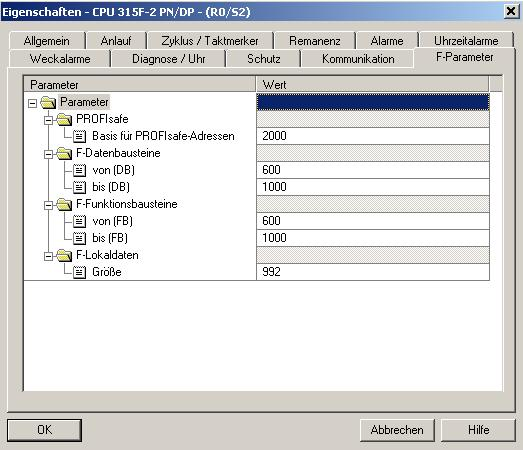 Eigenschaften - CPU 315F-2 PN/DP - (R0/S2)
Allgemein Anlauf Zyklus / Taktmerker Remanenz Alarme Uhrzeitalarme
Weckalarme Diagnose / Uhr Schutz Kommunikation F-Parameter
Parameter Wert
Parameter
PROFIsafe
Basis für PROFIsafe-Adressen 2000
F-Datenbausteine
von (DB) 600
bis (DB) 1000
F-Funktionsbausteine
von (FB) 600
bis (FB) 1000
F-Lokaldaten
Größe 992
OK Abbrechen Hilfe